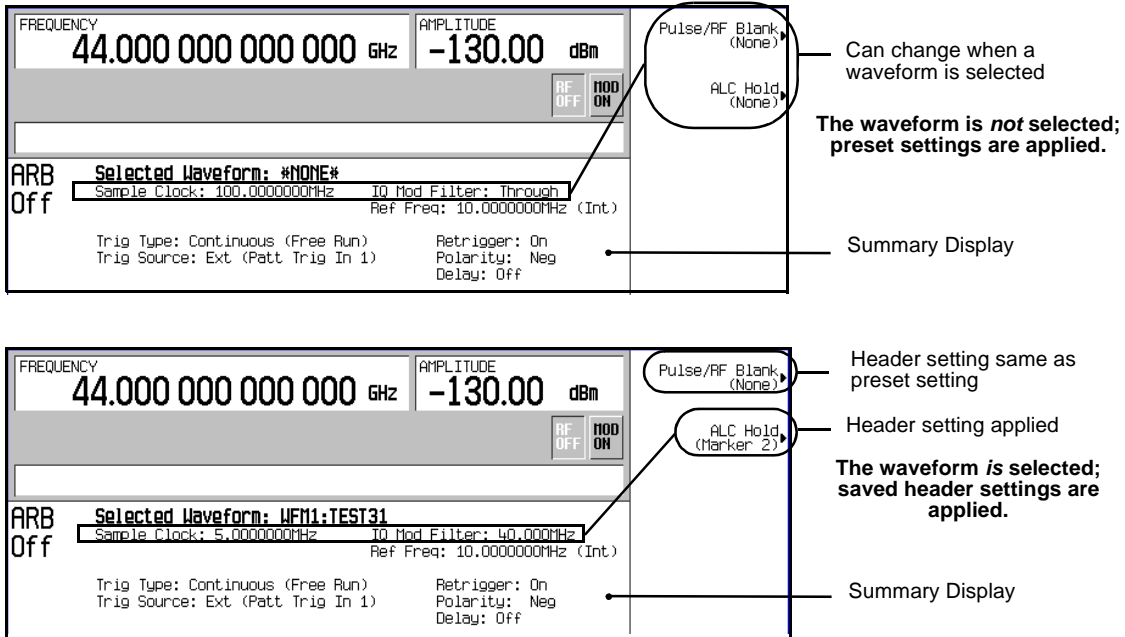 FREQUENCY
44.000 000 000 000 GHz
AMPLITUDE
-130.00 dBm
Pulse/RF Blank
(None)
Can change when a
waveform is selected
RF
OFF
MOD
ON
ALC Hold
(None)
The waveform is not selected;
preset settings are applied.
ARB
Off
Selected Waveform: *NONE*
Sample Clock: 100.0000000MHz IQ Mod Filter: Through
Ref Freq: 10.0000000MHz (Int)
Trig Type: Continuous (Free Run) Retrigger: On
Trig Source: Ext (Patt Trig In 1) Polarity: Neg
Delay: Off
Summary Display
FREQUENCY
44.000 000 000 000 GHz
AMPLITUDE
-130.00 dBm
Pulse/RF Blank
(None)
Header setting same as
preset setting
RF
OFF
MOD
ON
ALC Hold
(Marker 2)
Header setting applied
The waveform is selected;
saved header settings are
applied.
ARB
Off
Selected Waveform: WFM1:TEST31
Sample Clock: 5.0000000MHz IQ Mod Filter: 40.000MHz
Ref Freq: 10.0000000MHz (Int)
Trig Type: Continuous (Free Run) Retrigger: On
Trig Source: Ext (Patt Trig In 1) Polarity: Neg
Delay: Off
Summary Display